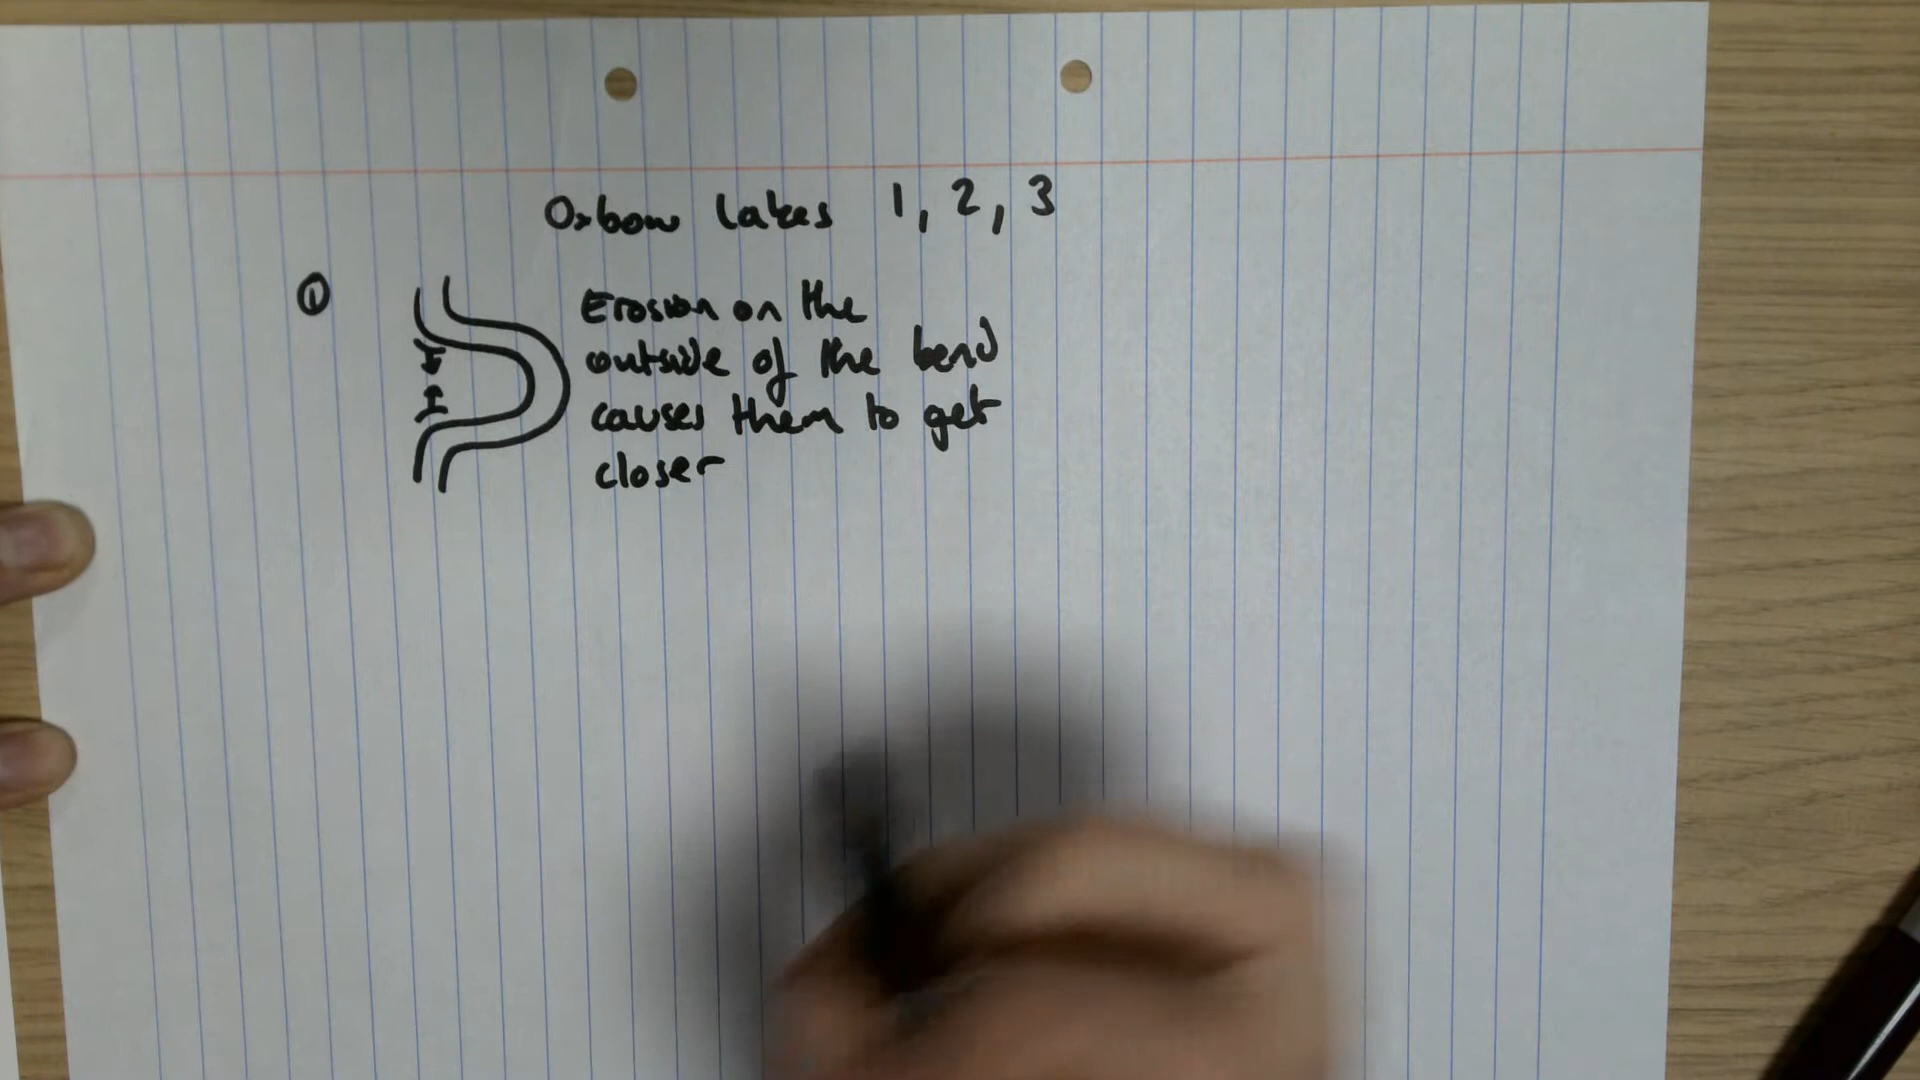 Oxbow lakes 1, 2, 3
①
Erosion on the
outside of the bend
causes them to get
closer